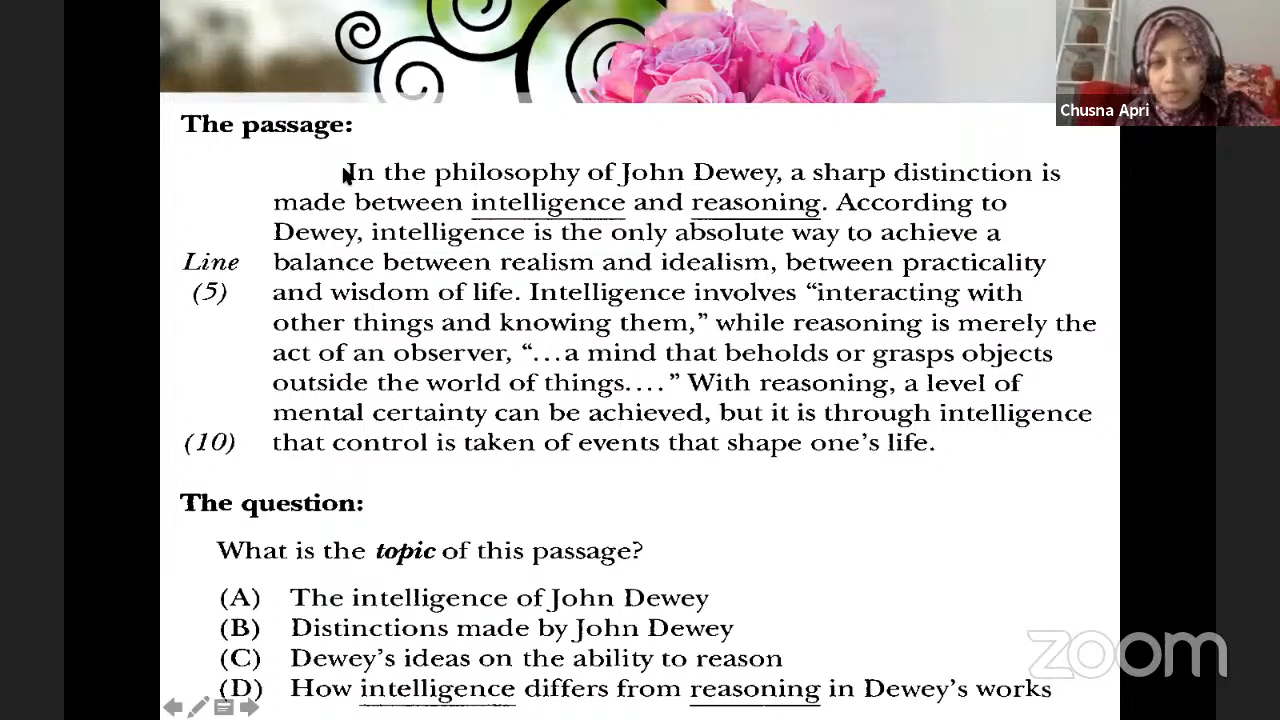 Chusna Apri
The passage:
In the philosophy of John Dewey, a sharp distinction is
made between intelligence and reasoning. According to
Dewey, intelligence is the only absolute way to achieve a
Line balance between realism and idealism, between practicality
(5) and wisdom of life. Intelligence involves “interacting with
other things and knowing them,” while reasoning is merely the
act of an observer, “…a mind that beholds or grasps objects
outside the world of things….” With reasoning, a level of
mental certainty can be achieved, but it is through intelligence
(10) that control is taken of events that shape one’s life.
The question:
What is the topic of this passage?
(A) The intelligence of John Dewey
(B) Distinctions made by John Dewey
(C) Dewey’s ideas on the ability to reason
(D) How intelligence differs from reasoning in Dewey’s works
zoom